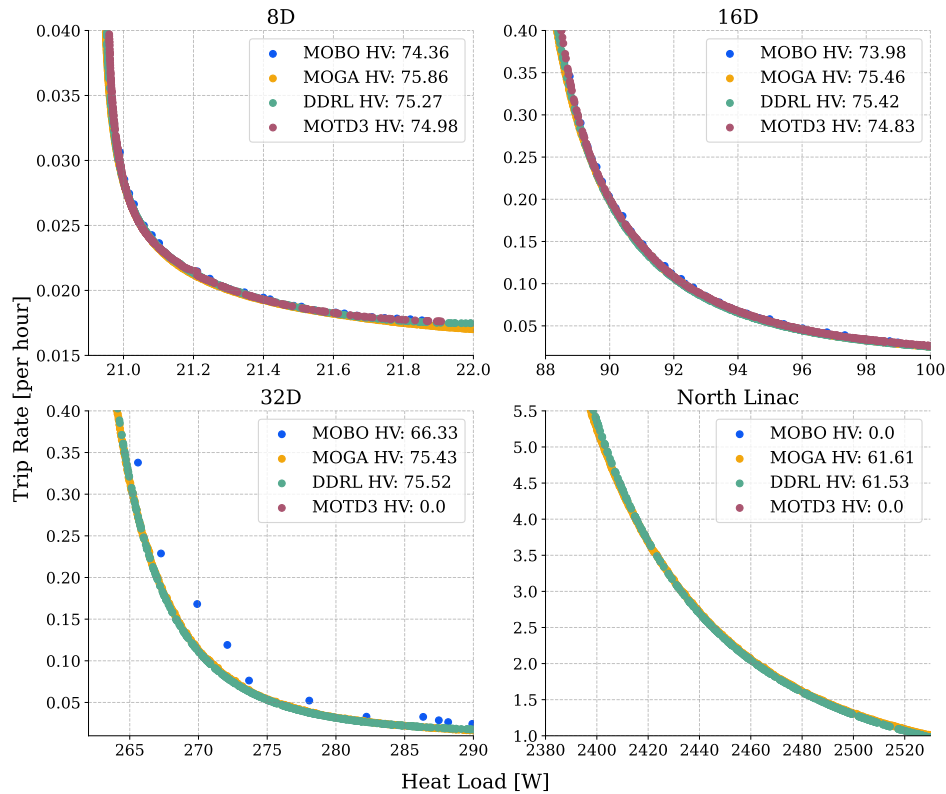 8D
0.040
0.035
0.030
0.025
0.020
0.015
21.0 21.2 21.4 21.6 21.8 22.0
MOBO HV: 74.36
MOGA HV: 75.86
DDRL HV: 75.27
MOTD3 HV: 74.98
16D
0.40
0.35
0.30
0.25
0.20
0.15
0.10
0.05
88 90 92 94 96 98 100
MOBO HV: 73.98
MOGA HV: 75.46
DDRL HV: 75.42
MOTD3 HV: 74.83
Trip Rate [per hour]
32D
0.40
0.35
0.30
0.25
0.20
0.15
0.10
0.05
265 270 275 280 285 290
MOBO HV: 66.33
MOGA HV: 75.43
DDRL HV: 75.52
MOTD3 HV: 0.0
North Linac
5.5
5.0
4.5
4.0
3.5
3.0
2.5
2.0
1.5
1.0
2380 2400 2420 2440 2460 2480 2500 2520
MOBO HV: 0.0
MOGA HV: 61.61
DDRL HV: 61.53
MOTD3 HV: 0.0
Heat Load [W]